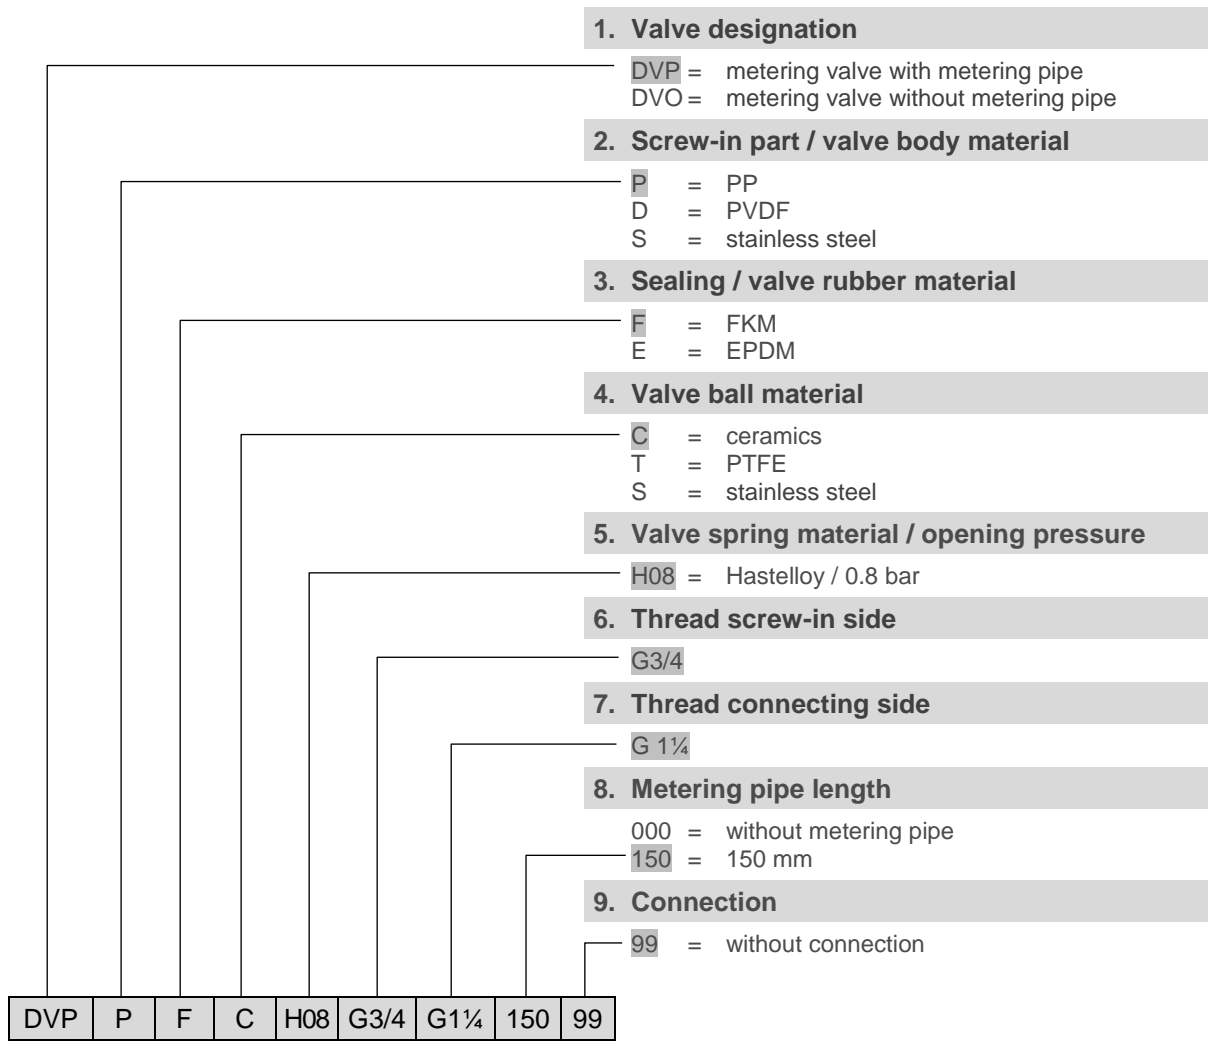 1. Valve designation
DVP = metering valve with metering pipe
DVO = metering valve without metering pipe
2. Screw-in part / valve body material
P = PP
D = PVDF
S = stainless steel
3. Sealing / valve rubber material
F = FKM
E = EPDM
4. Valve ball material
C = ceramics
T = PTFE
S = stainless steel
5. Valve spring material / opening pressure
H08 = Hastelloy / 0.8 bar
6. Thread screw-in side
G3/4
7. Thread connecting side
G 1¼
8. Metering pipe length
000 = without metering pipe
150 = 150 mm
9. Connection
99 = without connection
DVP P F C H08 G3/4 G1¼ 150 99